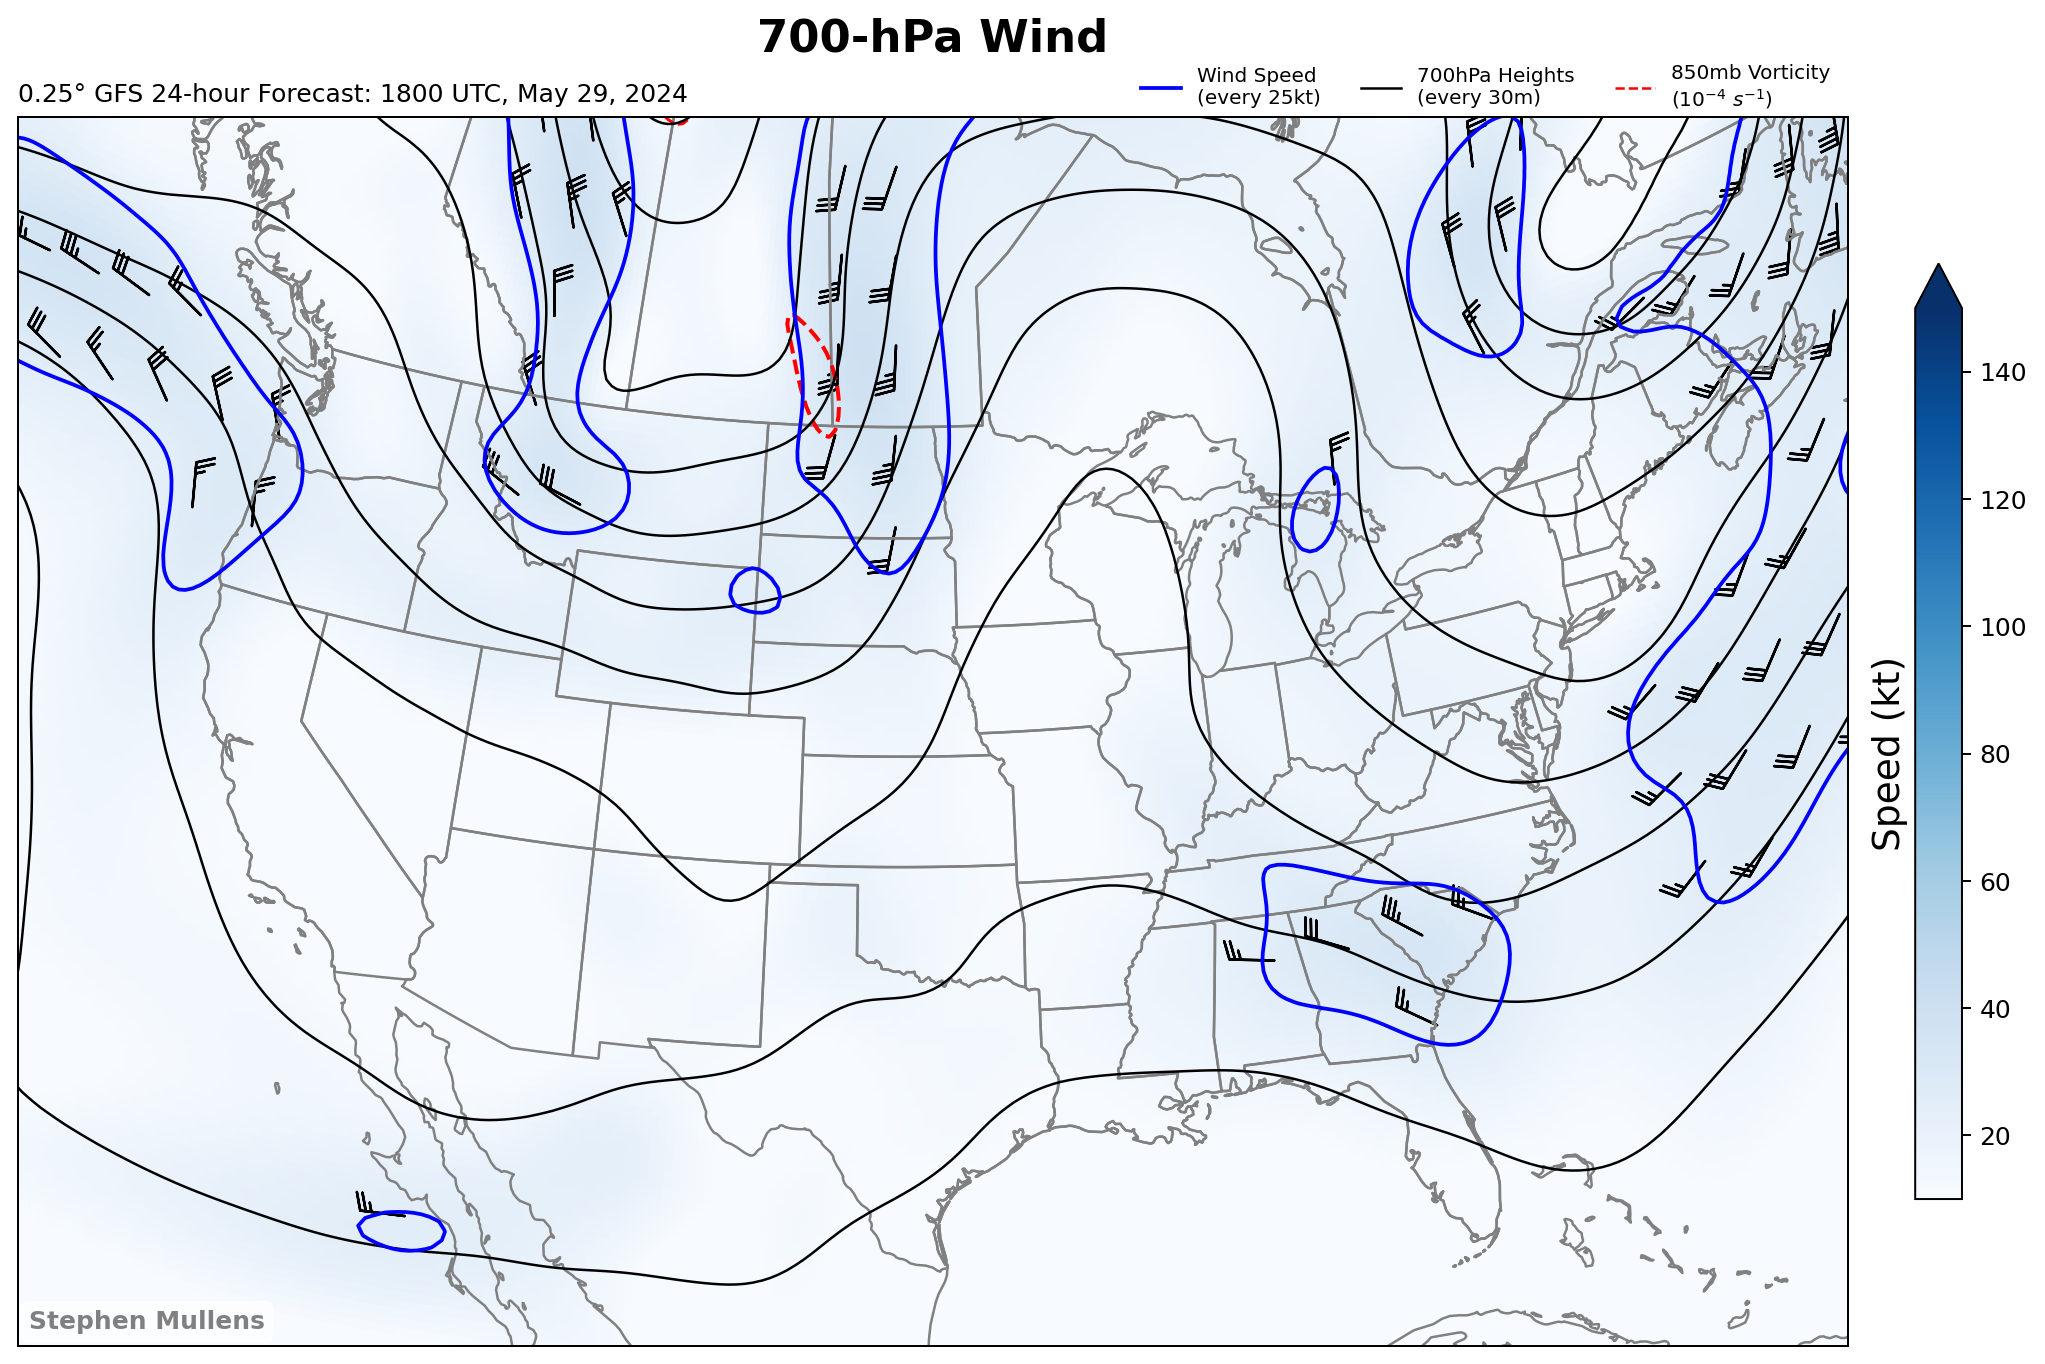 700-hPa Wind
0.25° GFS 24-hour Forecast: 1800 UTC, May 29, 2024
Wind Speed
(every 25kt)
700hPa Heights
(every 30m)
850mb Vorticity
(10⁻⁴ s⁻¹)
140
120
100
80
60
40
20
Speed (kt)
Stephen Mullens